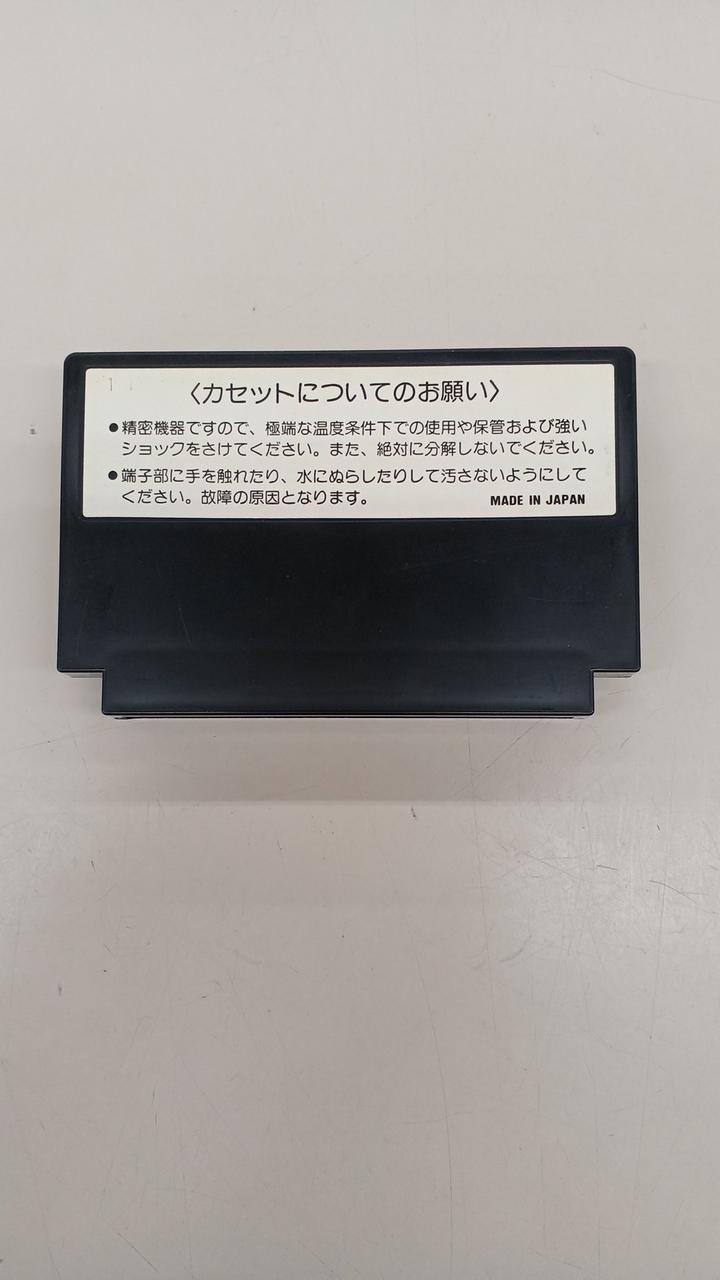 〈カセットについてのお願い〉
●精密機器ですので、極端な温度条件下での使用や保管および強い
ショックをさけてください。また、絶対に分解しないでください。
●端子部に手を触れたり、水にぬらしたりして汚さないようにして
ください。故障の原因となります。 MADE IN JAPAN